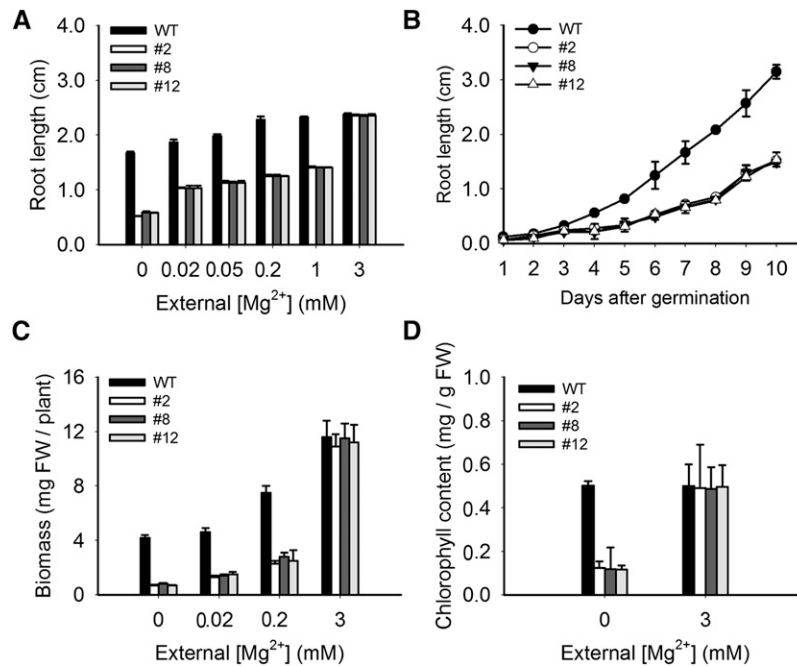 A
Root length (cm)
4.0
3.0
2.0
1.0
0.0
WT
#2
#8
#12
0 0.02 0.05 0.2 1 3
External [Mg²⁺] (mM)
B
Root length (cm)
4.0
3.0
2.0
1.0
0.0
WT
#2
#8
#12
1 2 3 4 5 6 7 8 9 10
Days after germination
C
Biomass (mg FW / plant)
16
12
8
4
0
WT
#2
#8
#12
0 0.02 0.2 3
External [Mg²⁺] (mM)
D
Chlorophyll content (mg / g FW)
1.0
0.8
0.6
0.4
0.2
0.0
WT
#2
#8
#12
0 3
External [Mg²⁺] (mM)